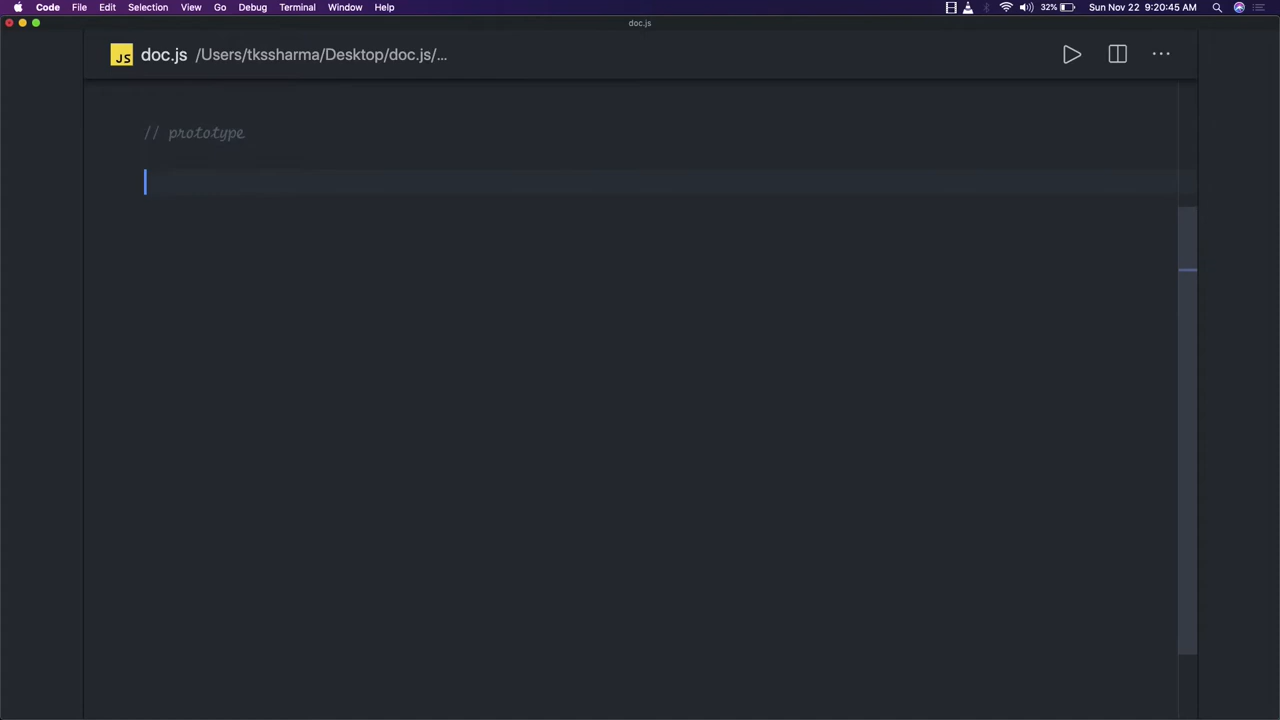 Code File Edit Selection View Go Debug Terminal Window Help 32% Sun Nov 22 9:20:45 AM
doc.js
JS doc.js /Users/tkssharma/Desktop/doc.js/...
// prototype